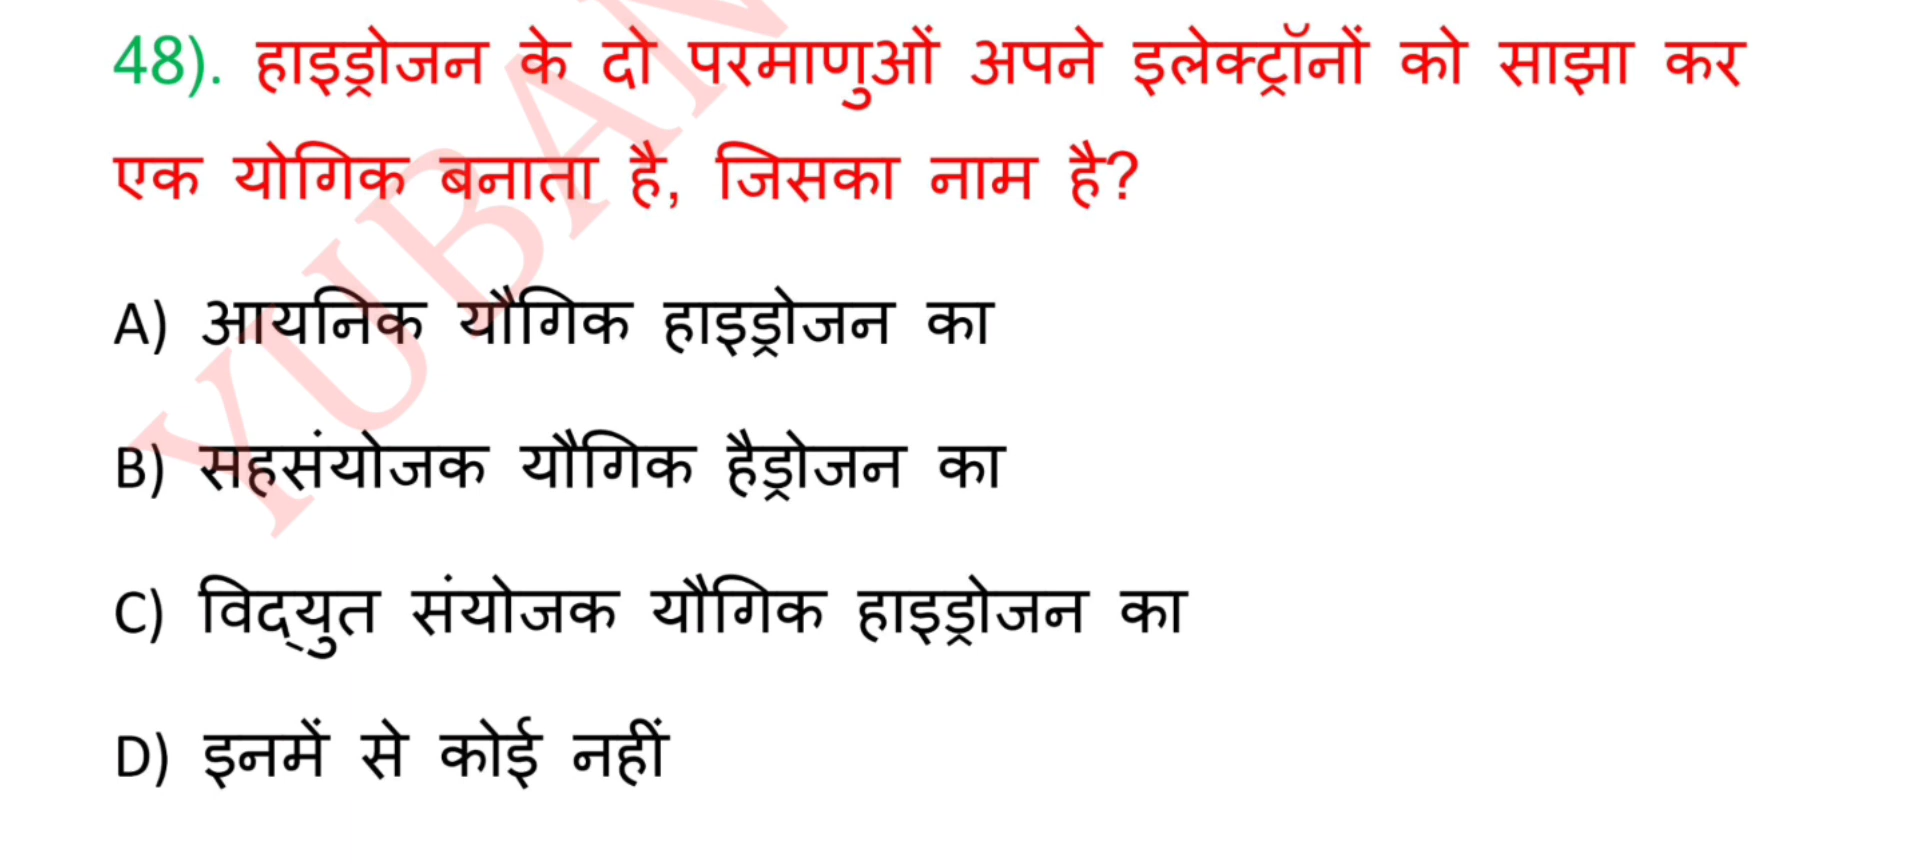 48). हाइड्रोजन के दो परमाणुओं अपने इलेक्ट्रॉनों को साझा कर
एक योगिक बनाता है, जिसका नाम है?
A) आयनिक यौगिक हाइड्रोजन का
B) सहसंयोजक यौगिक हैड्रोजन का
C) विद्युत संयोजक यौगिक हाइड्रोजन का
D) इनमें से कोई नहीं
YUBAN